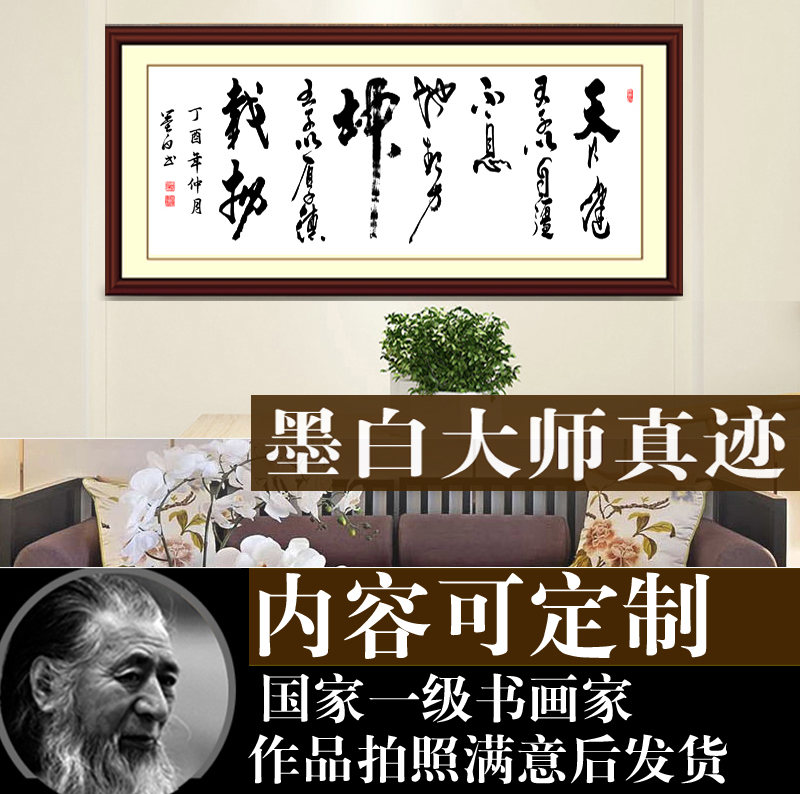 天行健
君子以自彊
不息
地势
坤
君子以厚德
载物
丁酉年仲月
墨白书
墨白大师真迹
内容可定制
国家一级书画家
作品拍照满意后发货